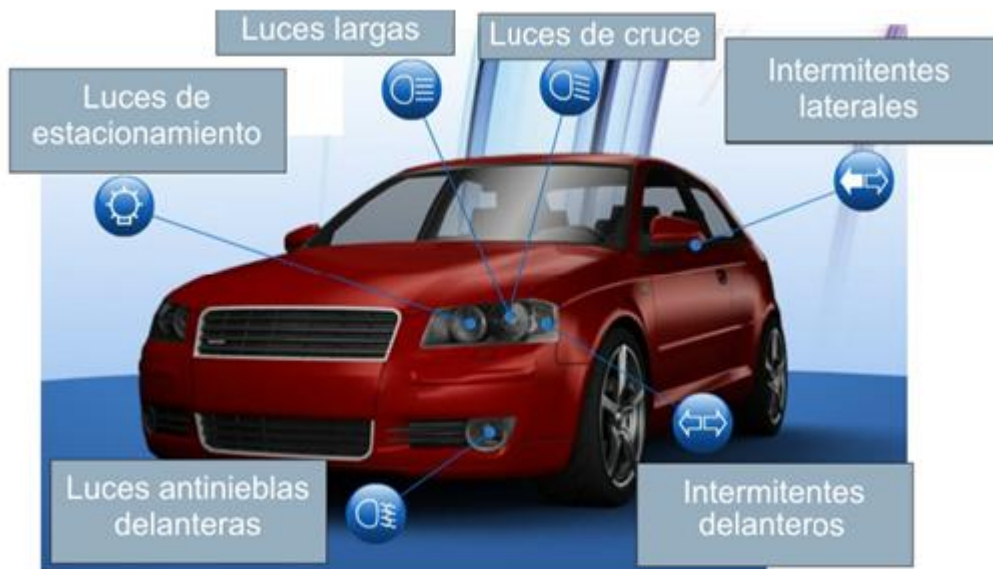 Luces largas
Luces de cruce
Intermitentes
laterales
Luces de
estacionamiento
Luces antinieblas
delanteras
Intermitentes
delanteros